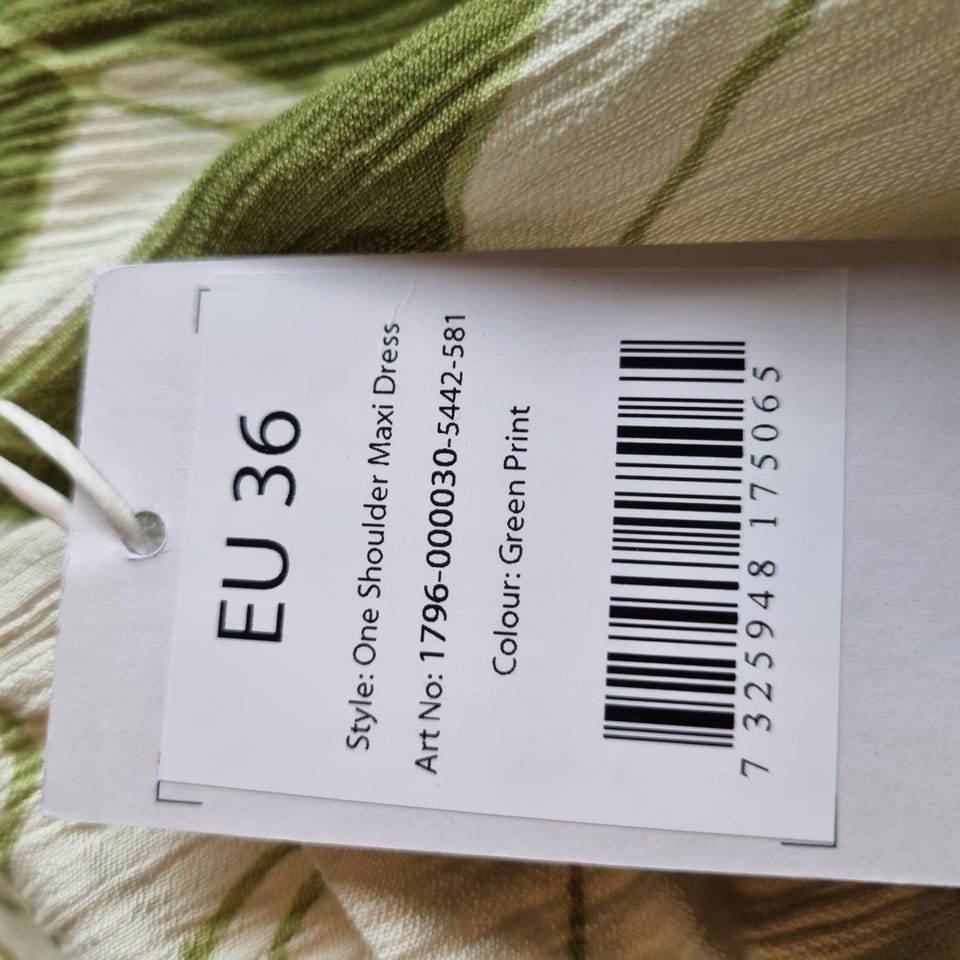 EU 36
Style: One Shoulder Maxi Dress
Art No: 1796-000030-5442-581
Colour: Green Print
7 325948 175065